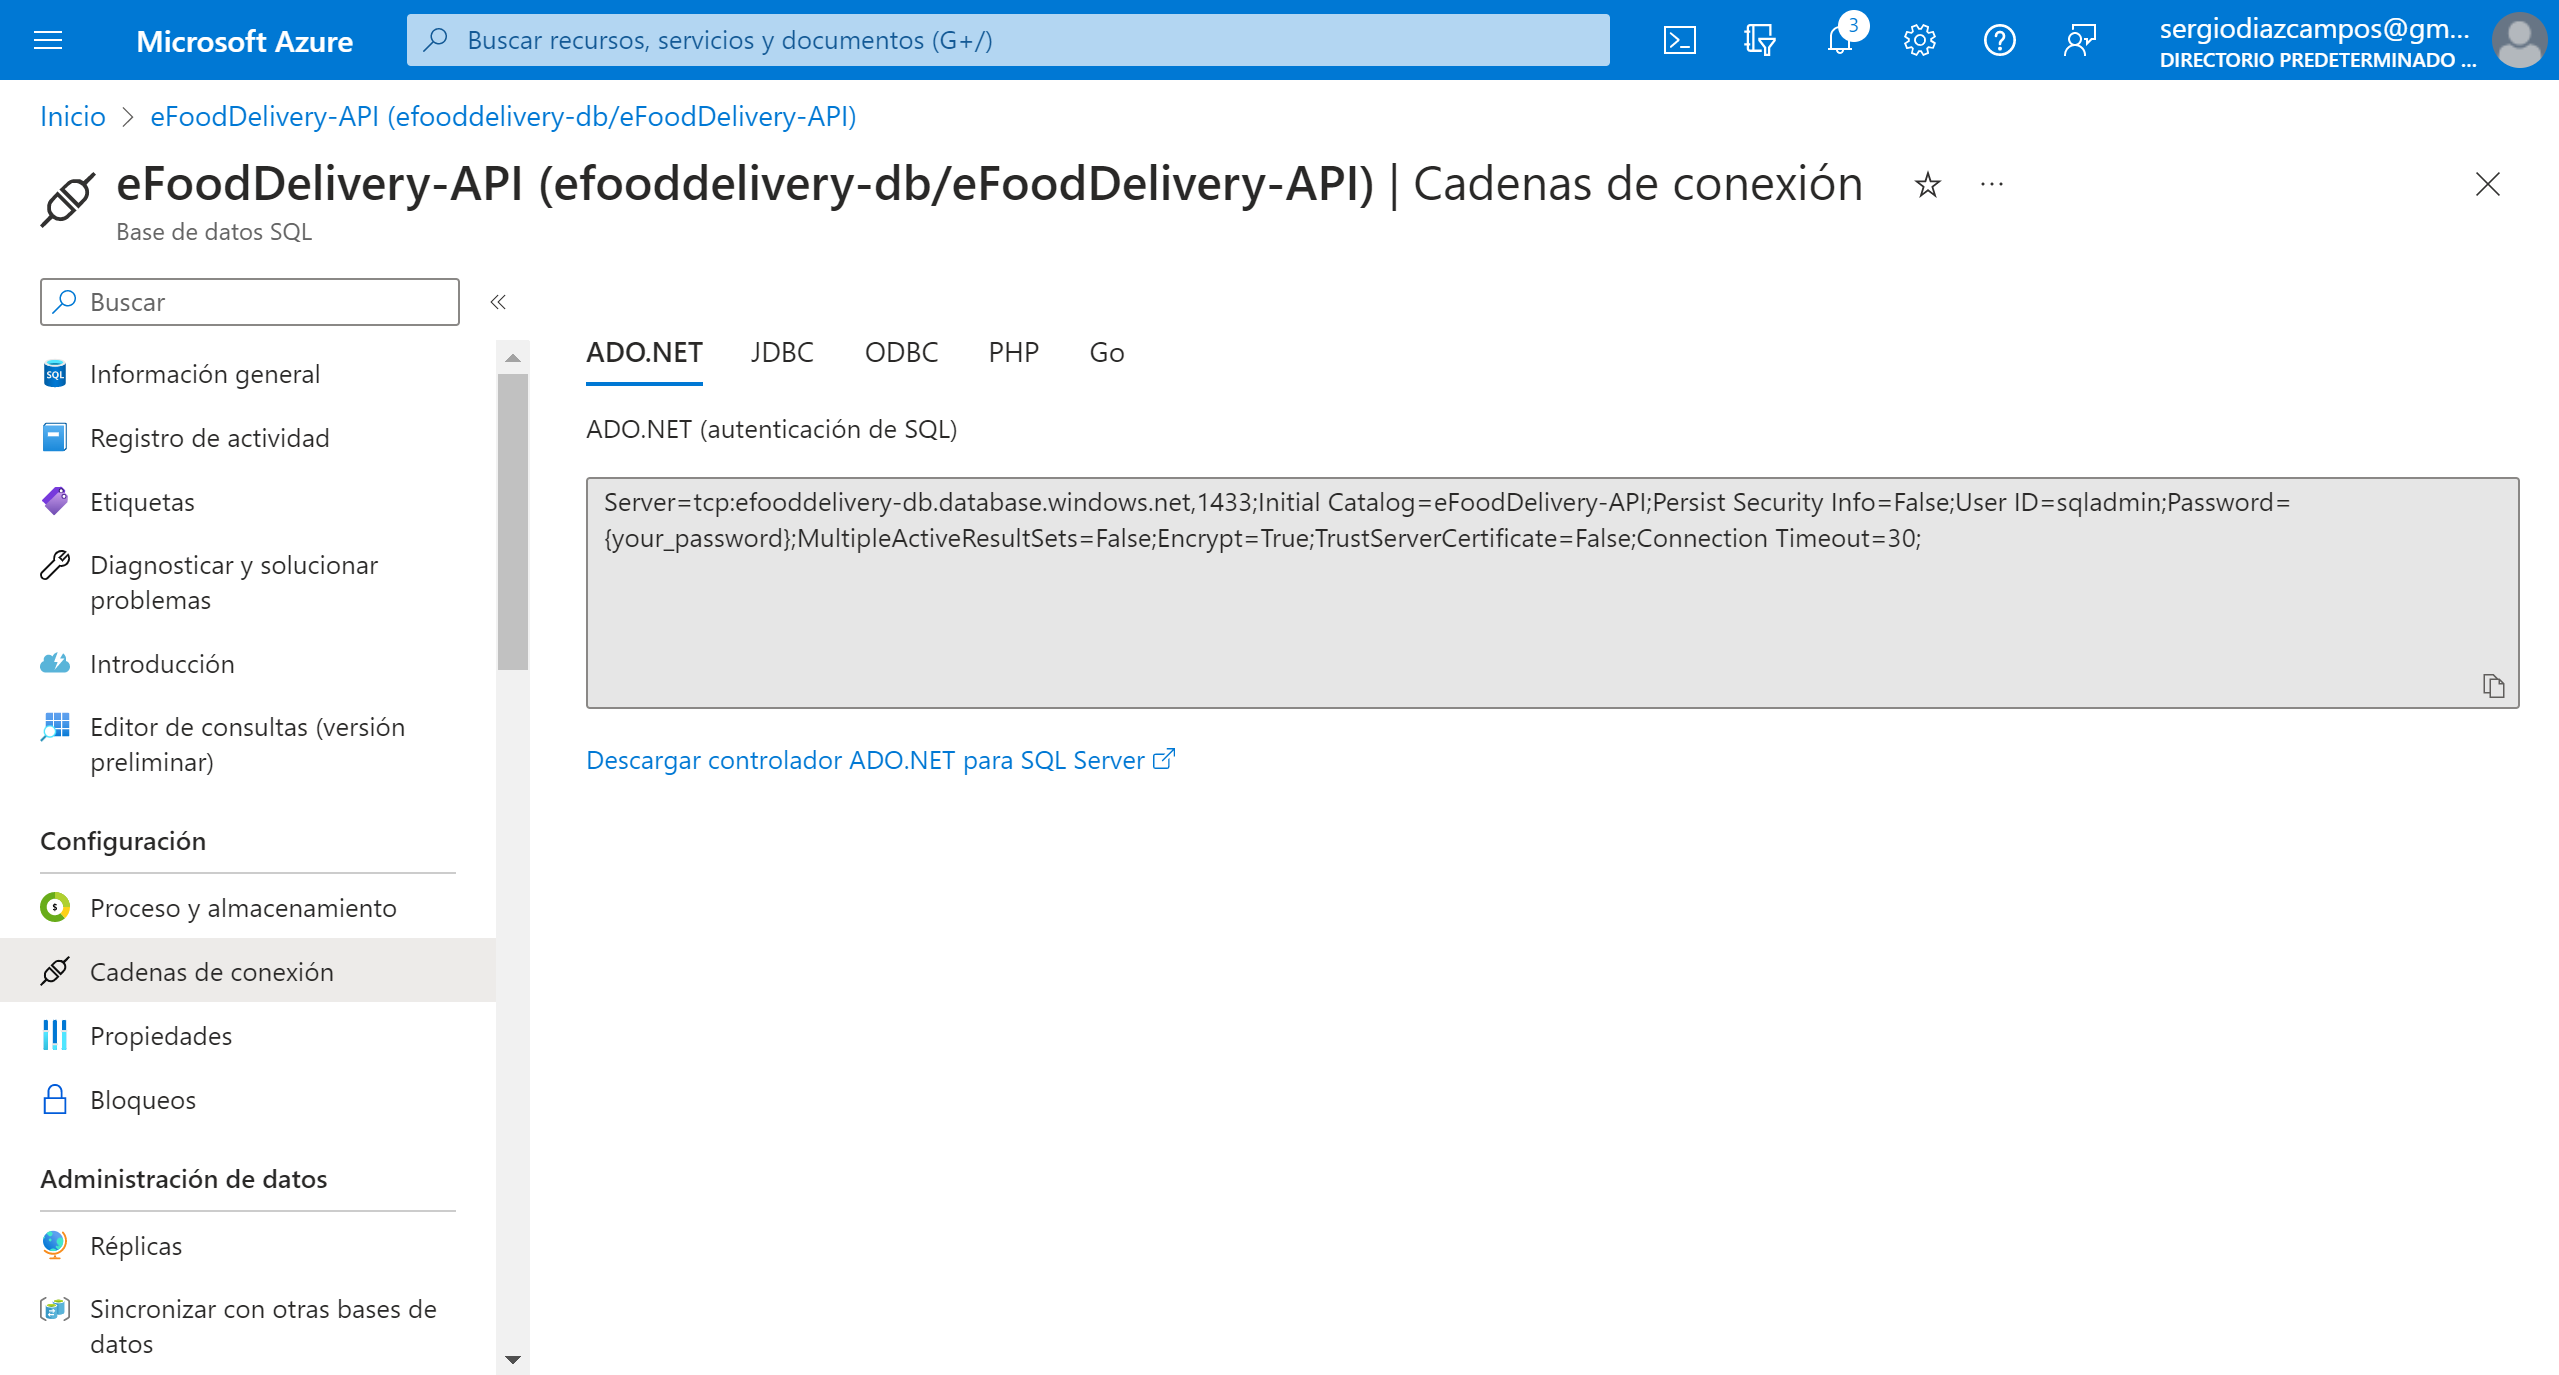 Microsoft Azure
Buscar recursos, servicios y documentos (G+/)
3
sergiodiazcampos@gm...
DIRECTORIO PREDETERMINADO ...
Inicio > eFoodDelivery-API (efooddelivery-db/eFoodDelivery-API)
eFoodDelivery-API (efooddelivery-db/eFoodDelivery-API) | Cadenas de conexión ...
Base de datos SQL
Buscar
Información general
Registro de actividad
Etiquetas
Diagnosticar y solucionar
problemas
Introducción
Editor de consultas (versión
preliminar)
Configuración
Proceso y almacenamiento
Cadenas de conexión
Propiedades
Bloqueos
Administración de datos
Réplicas
Sincronizar con otras bases de
datos
ADO.NET JDBC ODBC PHP Go
ADO.NET (autenticación de SQL)
Server=tcp:efooddelivery-db.database.windows.net,1433;Initial Catalog=eFoodDelivery-API;Persist Security Info=False;User ID=sqladmin;Password=
{your_password};MultipleActiveResultSets=False;Encrypt=True;TrustServerCertificate=False;Connection Timeout=30;
Descargar controlador ADO.NET para SQL Server